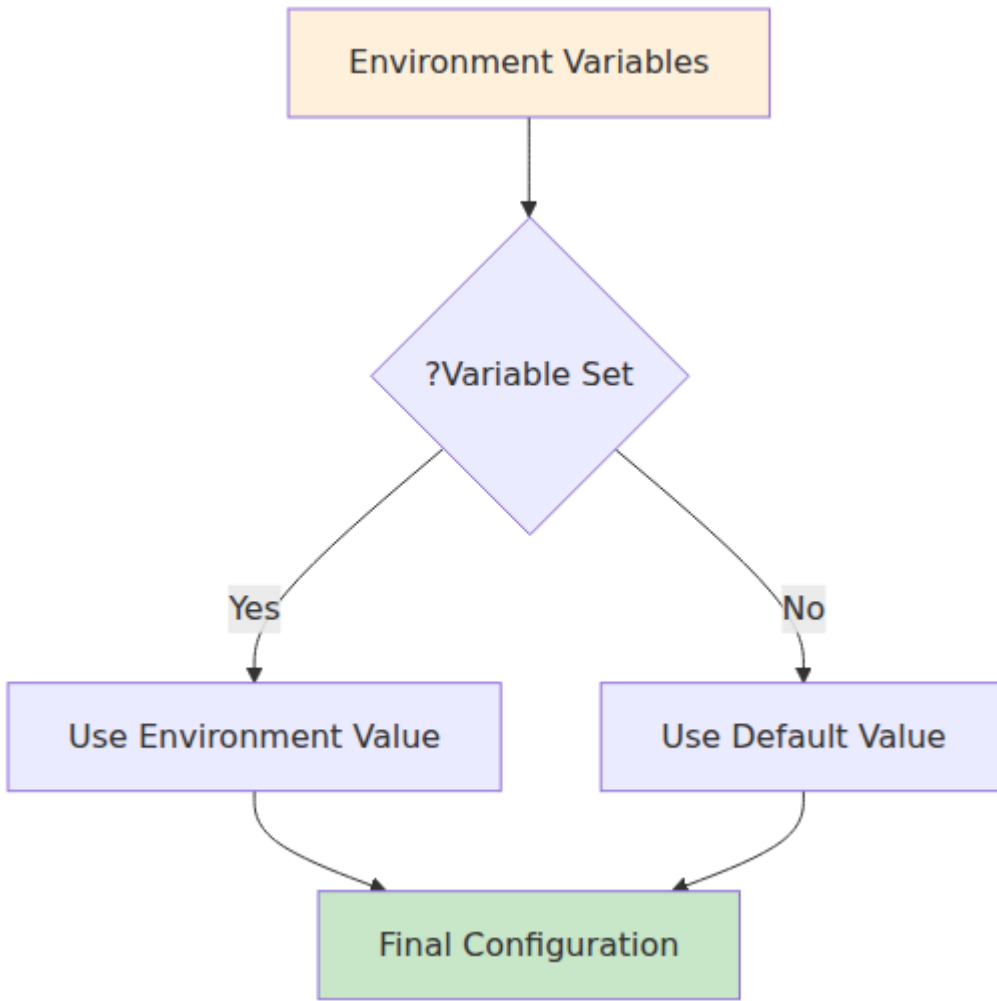 Environment Variables
?Variable Set
Yes
No
Use Environment Value
Use Default Value
Final Configuration